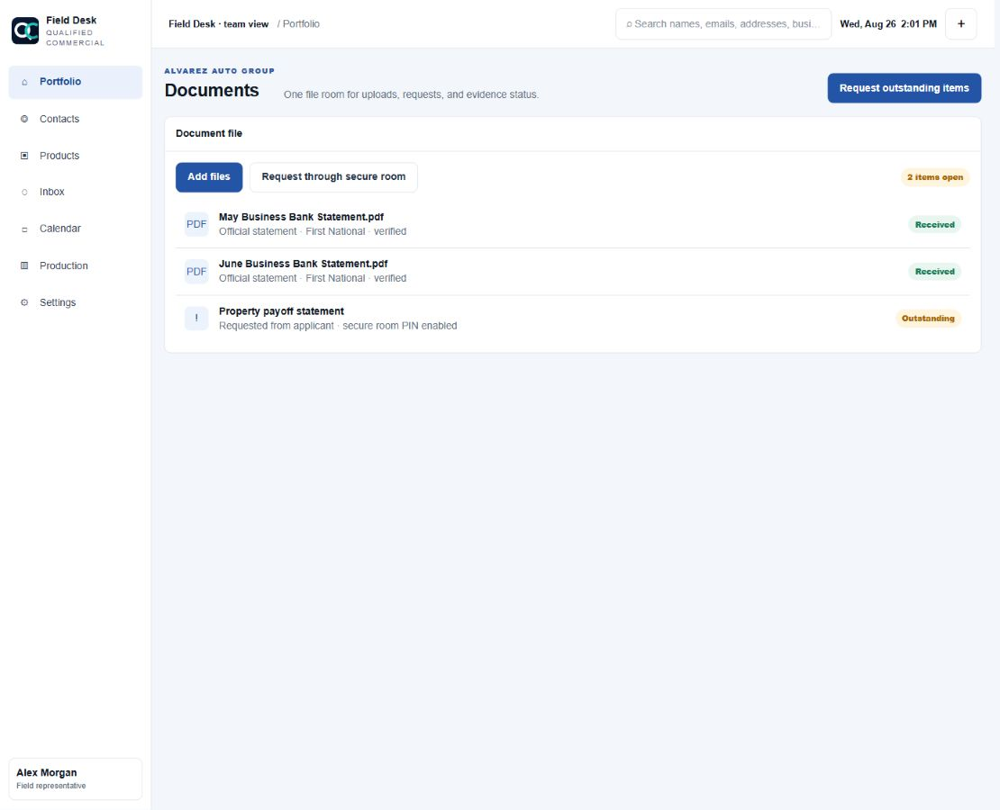 Field Desk
QUALIFIED
COMMERCIAL
Portfolio
Contacts
Products
Inbox
Calendar
Production
Settings
Alex Morgan
Field representative
Field Desk · team view / Portfolio
Search names, emails, addresses, busi...
Wed, Aug 26 2:01 PM
+
ALVAREZ AUTO GROUP
Documents
One file room for uploads, requests, and evidence status.
Request outstanding items
Document file
Add files
Request through secure room
2 items open
PDF
May Business Bank Statement.pdf
Official statement · First National · verified
Received
PDF
June Business Bank Statement.pdf
Official statement · First National · verified
Received
!
Property payoff statement
Requested from applicant · secure room PIN enabled
Outstanding